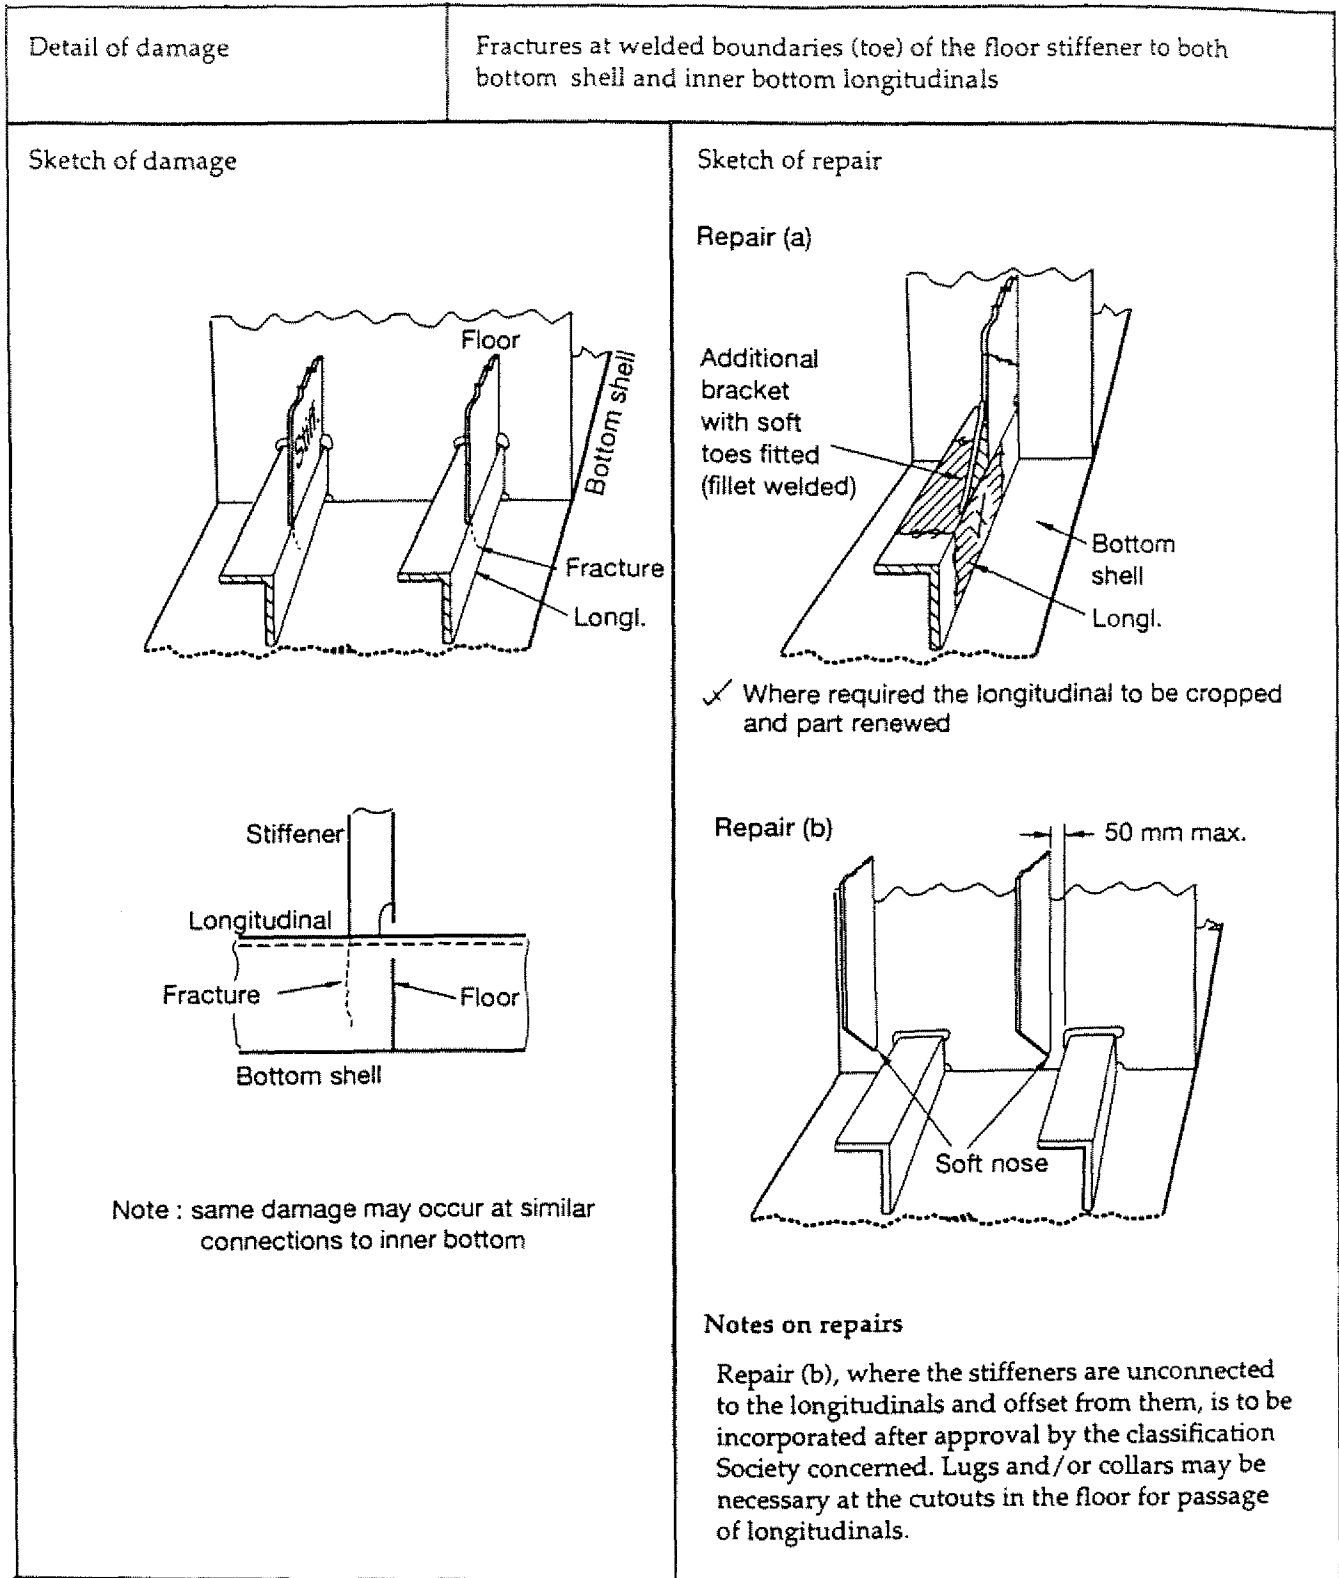 Detail of damage
Fractures at welded boundaries (toe) of the floor stiffener to both
bottom shell and inner bottom longitudinals
Sketch of damage
Floor
Stiff.
Bottom shell
Fracture
Longl.
Stiffener
Longitudinal
Fracture
Floor
Bottom shell
Note : same damage may occur at similar
connections to inner bottom
Sketch of repair
Repair (a)
Additional
bracket
with soft
toes fitted
(fillet welded)
Bottom
shell
Longl.
✓ Where required the longitudinal to be cropped
and part renewed
Repair (b)
50 mm max.
Soft nose
Notes on repairs
Repair (b), where the stiffeners are unconnected
to the longitudinals and offset from them, is to be
incorporated after approval by the classification
Society concerned. Lugs and/or collars may be
necessary at the cutouts in the floor for passage
of longitudinals.